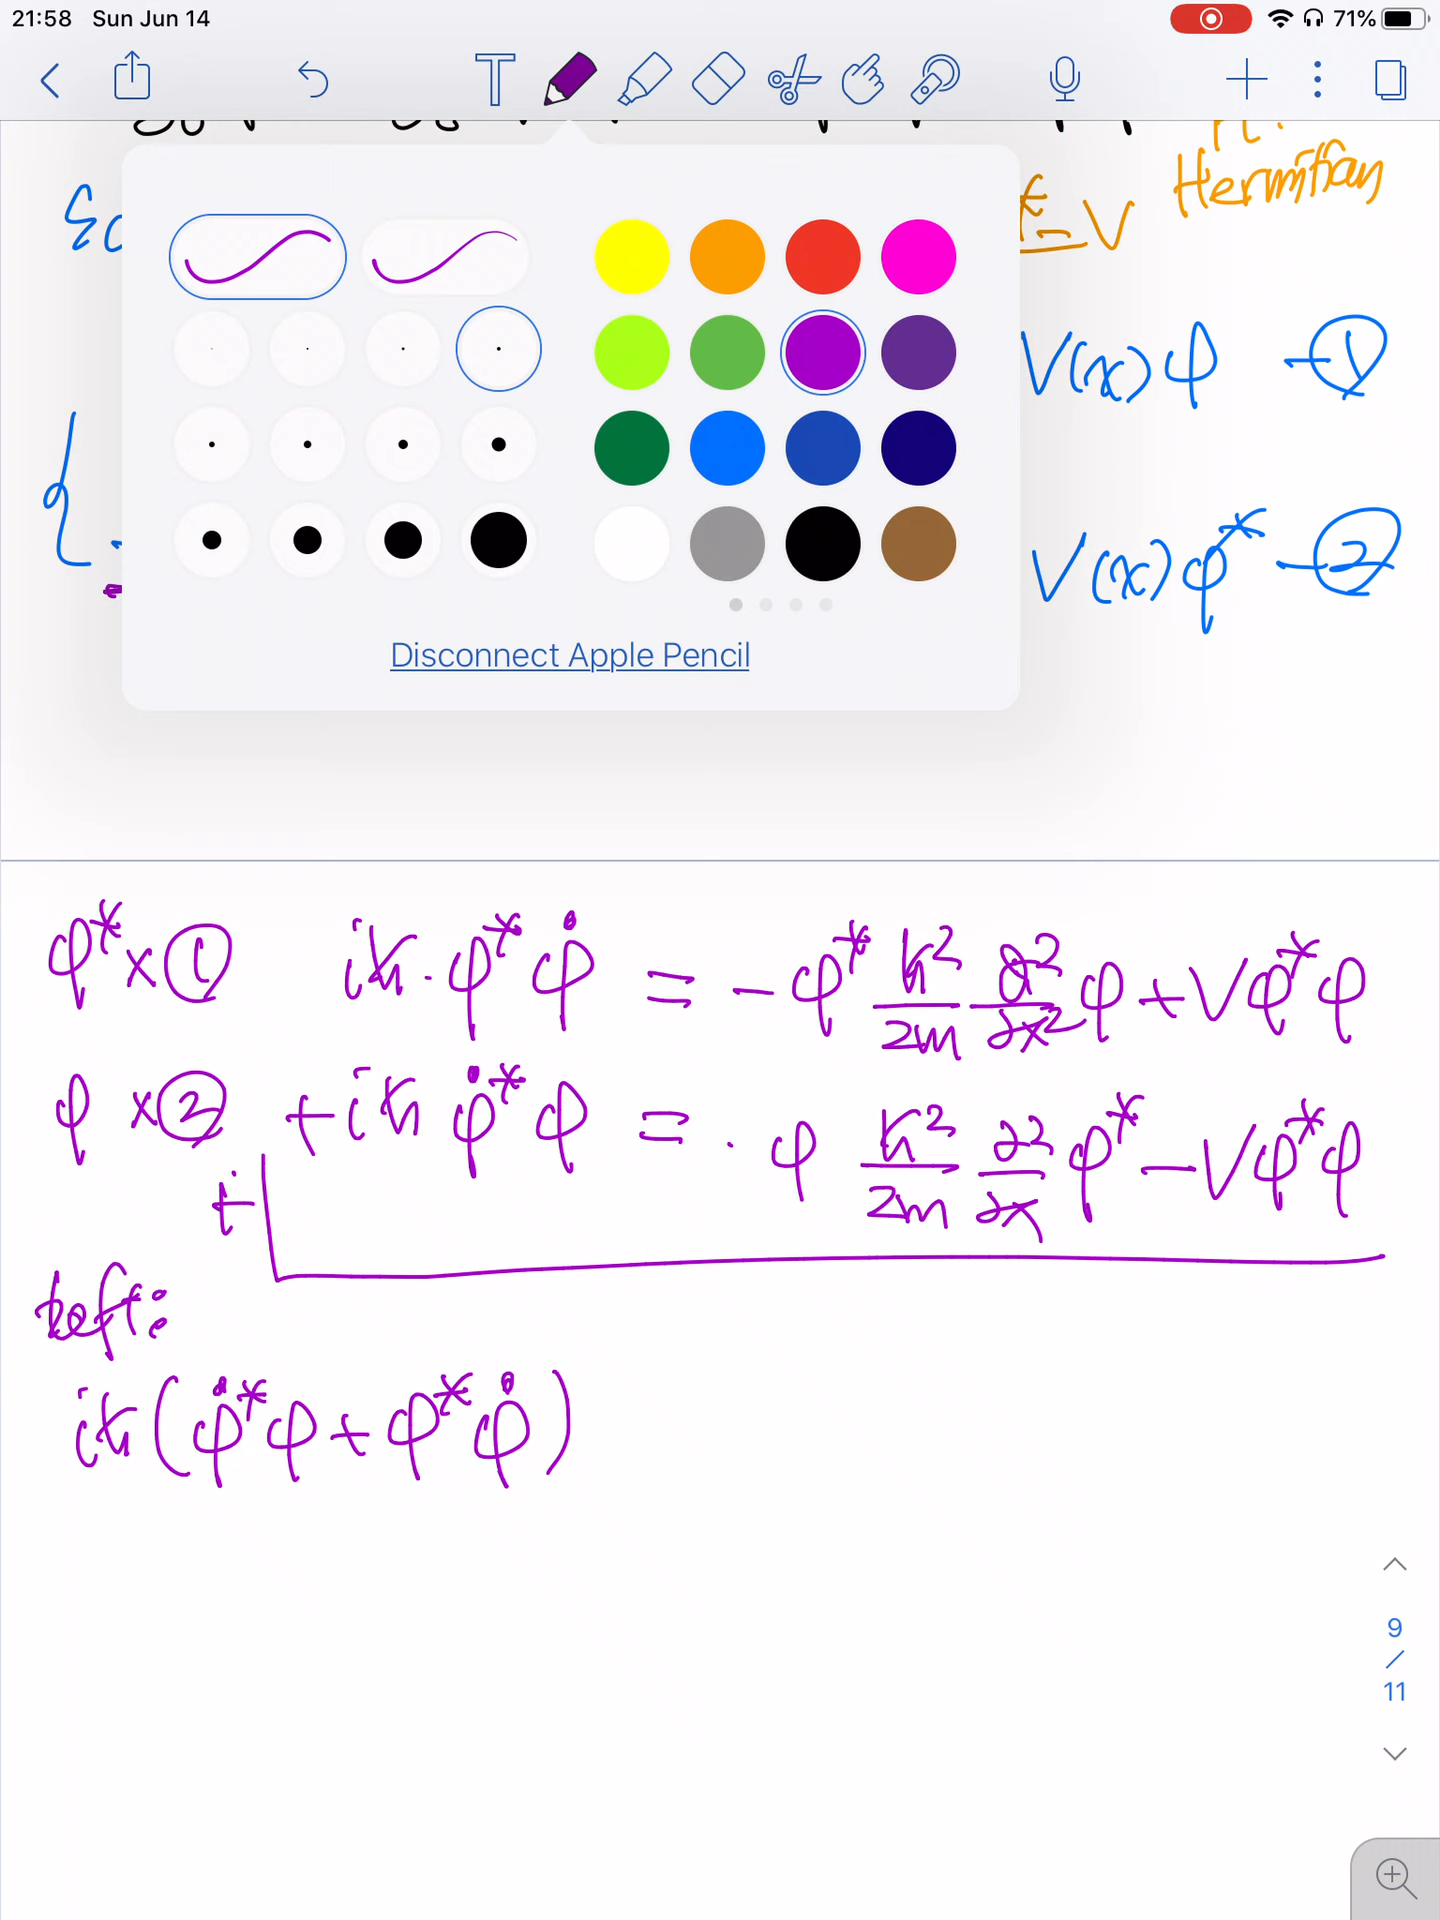 21:58 Sun Jun 14 71%
Hermitian
V
V(x)φ -①
V(x)φ* -②
Disconnect Apple Pencil
φ* × ① iħ · φ* φ̇ = - φ* ħ²/2m ∂²/∂x² φ + Vφ*φ
φ × ② + iħ φ̇* φ = · φ ħ²/2m ∂²/∂x φ* - Vφ*φ
+
Left:
iħ (φ̇*φ + φ*φ̇)
9
/
11